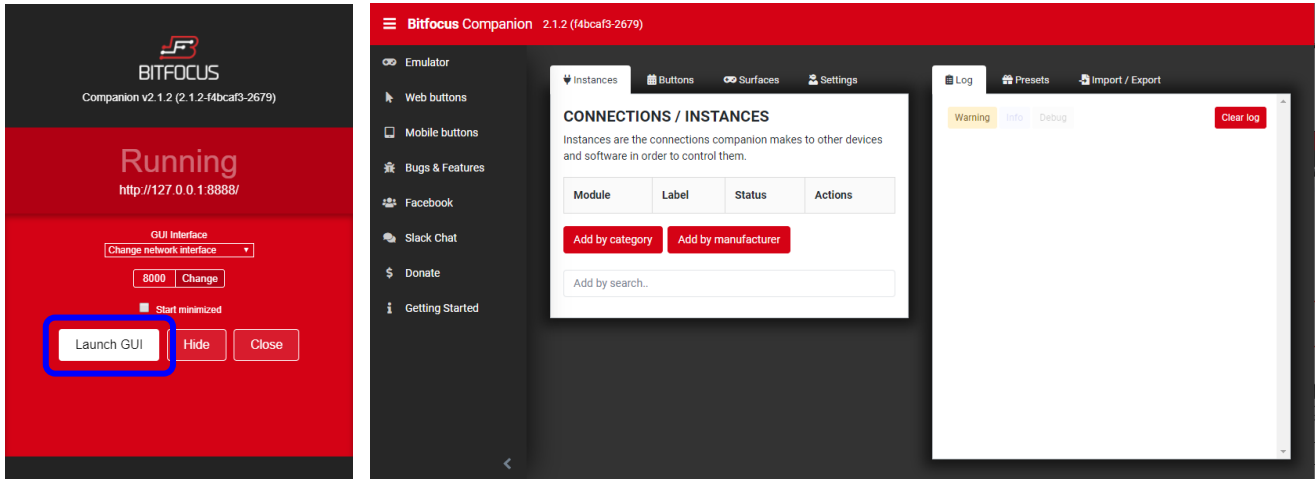 BITFOCUS
Companion v2.1.2 (2.1.2-f4bcaf3-2679)
Running
http://127.0.0.1:8888/
GUI Interface
Change network interface
8000 Change
Start minimized
Launch GUI Hide Close
Bitfocus Companion 2.1.2 (f4bcaf3-2679)
Emulator
Web buttons
Mobile buttons
Bugs & Features
Facebook
Slack Chat
Donate
Getting Started
Instances Buttons Surfaces Settings
CONNECTIONS / INSTANCES
Instances are the connections companion makes to other devices
and software in order to control them.
Module Label Status Actions
Add by category Add by manufacturer
Add by search..
Log Presets Import / Export
Warning Info Debug Clear log